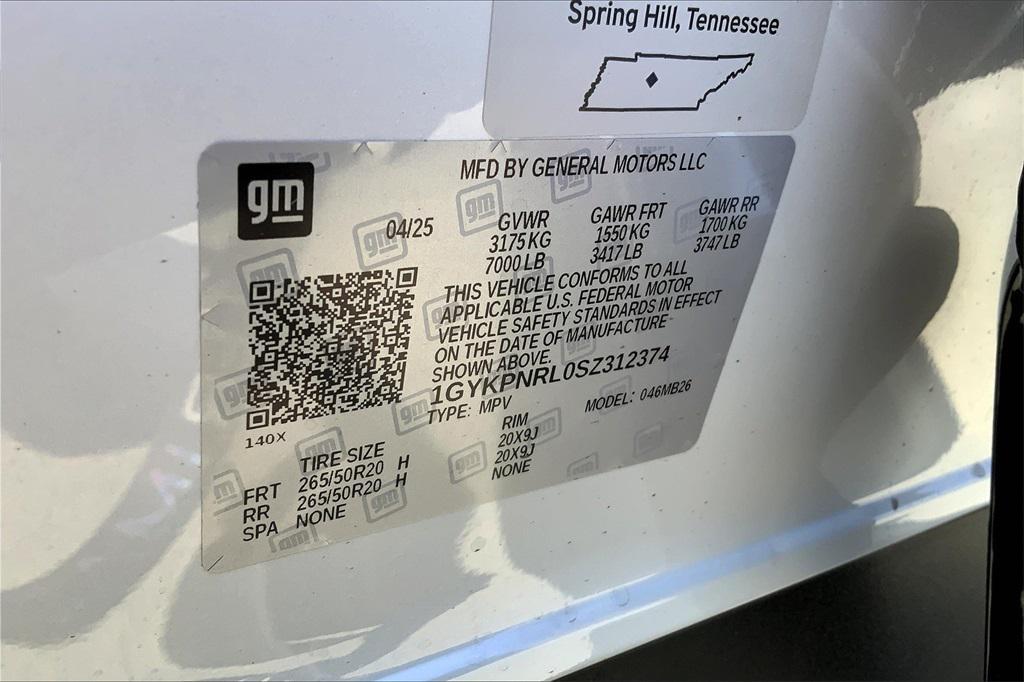 Spring Hill, Tennessee
gm
MFD BY GENERAL MOTORS LLC
04/25
GVWR
3175 KG
7000 LB
GAWR FRT
1550 KG
3417 LB
GAWR RR
1700 KG
3747 LB
THIS VEHICLE CONFORMS TO ALL
APPLICABLE U.S. FEDERAL MOTOR
VEHICLE SAFETY STANDARDS IN EFFECT
ON THE DATE OF MANUFACTURE
SHOWN ABOVE.
1GYKPNRL0SZ312374
TYPE: MPV
MODEL: 046MB26
140X
TIRE SIZE
RIM
FRT 265/50R20 H 20X9J
RR 265/50R20 H 20X9J
SPA NONE NONE